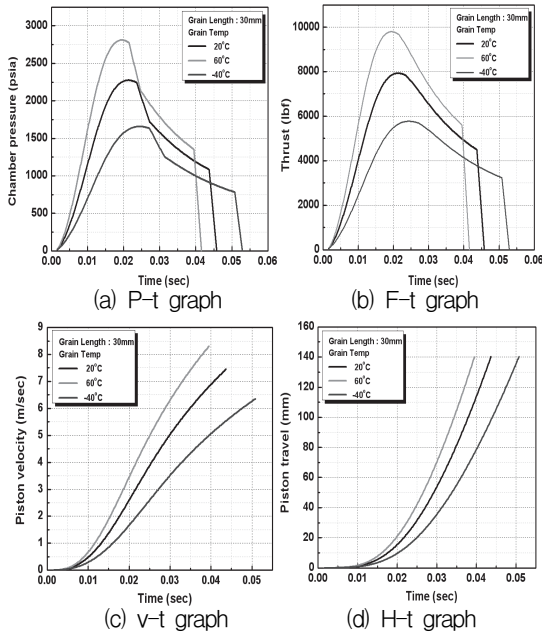 Chamber pressure (psia)
3000
2500
2000
1500
1000
500
0
Grain Length : 30mm
Grain Temp
20°C
60°C
-40°C
0.00 0.01 0.02 0.03 0.04 0.05 0.06
Time (sec)
(a) P-t graph
Thrust (lbf)
10000
8000
6000
4000
2000
0
Grain Length : 30mm
Grain Temp
20°C
60°C
-40°C
0.00 0.01 0.02 0.03 0.04 0.05 0.06
Time (sec)
(b) F-t graph
Piston velocity (m/sec)
9
8
7
6
5
4
3
2
1
0
Grain Length : 30mm
Grain Temp
20°C
60°C
-40°C
0.00 0.01 0.02 0.03 0.04 0.05
Time (sec)
(c) v-t graph
Piston travel (mm)
160
140
120
100
80
60
40
20
0
Grain Length : 30mm
Grain Temp
20°C
60°C
-40°C
0.00 0.01 0.02 0.03 0.04 0.05
Time (sec)
(d) H-t graph